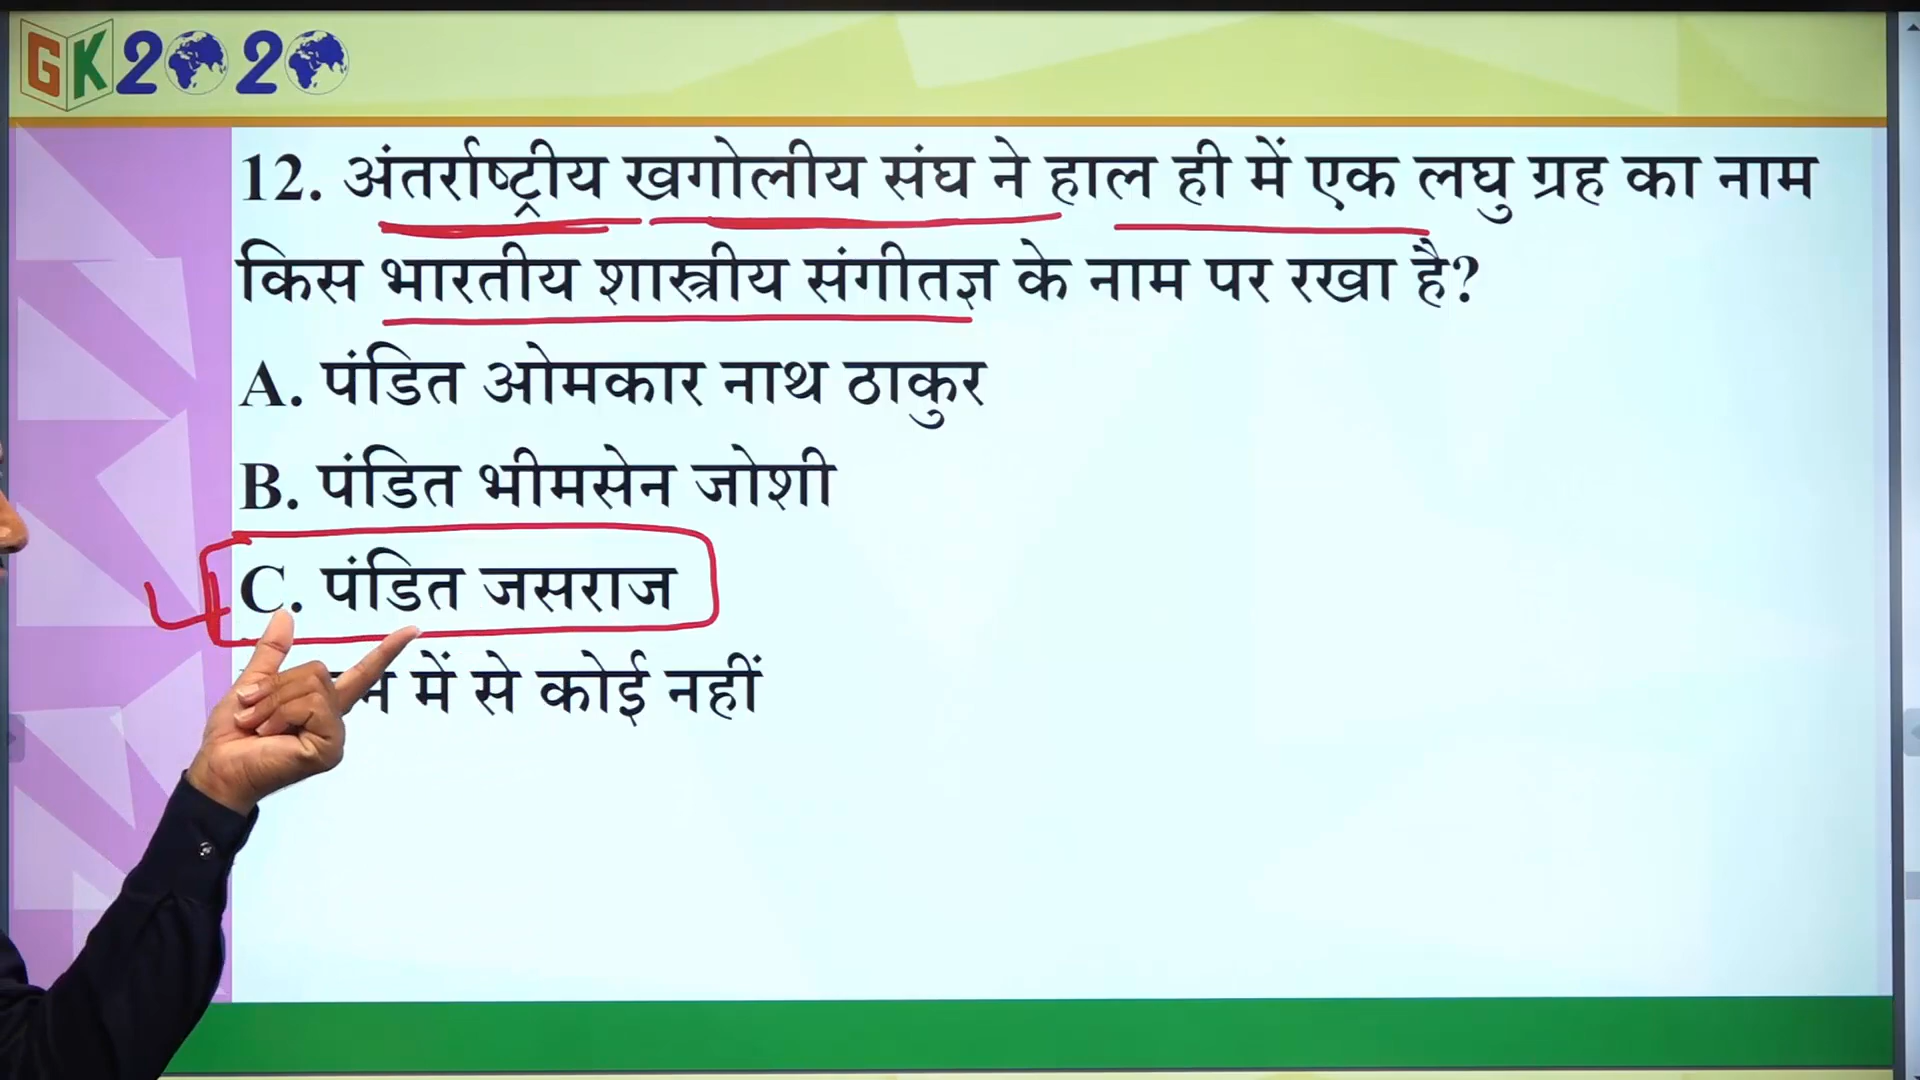 GK2020
12. अंतर्राष्ट्रीय खगोलीय संघ ने हाल ही में एक लघु ग्रह का नाम
किस भारतीय शास्त्रीय संगीतज्ञ के नाम पर रखा है?
A. पंडित ओमकार नाथ ठाकुर
B. पंडित भीमसेन जोशी
C. पंडित जसराज
में से कोई नहीं